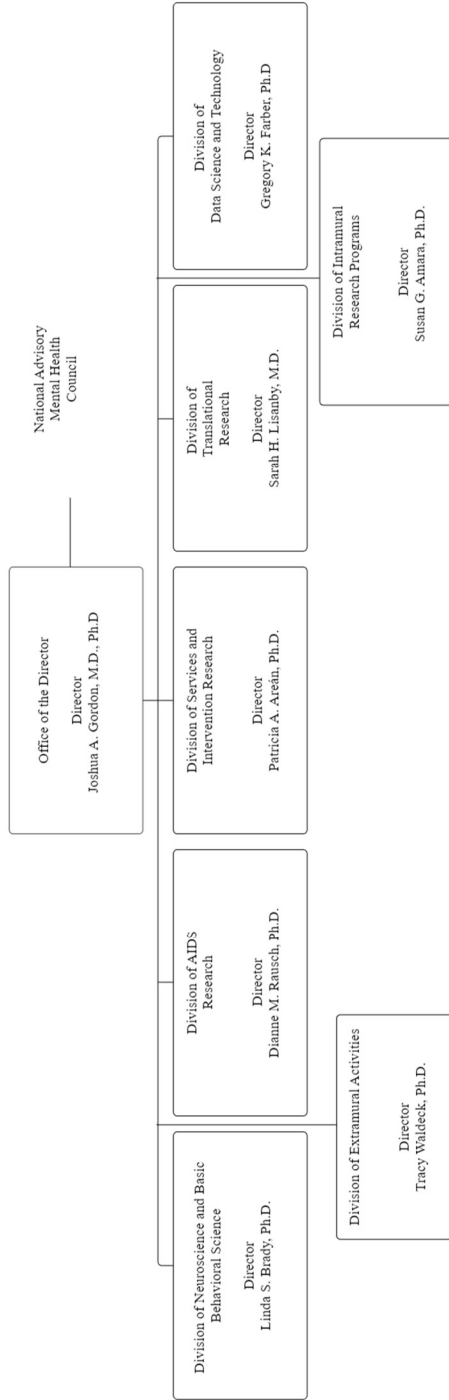 Office of the Director
Director
Joshua A. Gordon, M.D., Ph.D
National Advisory
Mental Health
Council
Division of Neuroscience and Basic
Behavioral Science
Director
Linda S. Brady, Ph.D.
Division of AIDS
Research
Director
Dianne M. Rausch, Ph.D.
Division of Services and
Intervention Research
Director
Patricia A. Areán, Ph.D.
Division of
Translational
Research
Director
Sarah H. Lisanby, M.D.
Division of
Data Science and Technology
Director
Gregory K. Farber, Ph.D
Division of Extramural Activities
Director
Tracy Waldeck, Ph.D.
Division of Intramural
Research Programs
Director
Susan G. Amara, Ph.D.